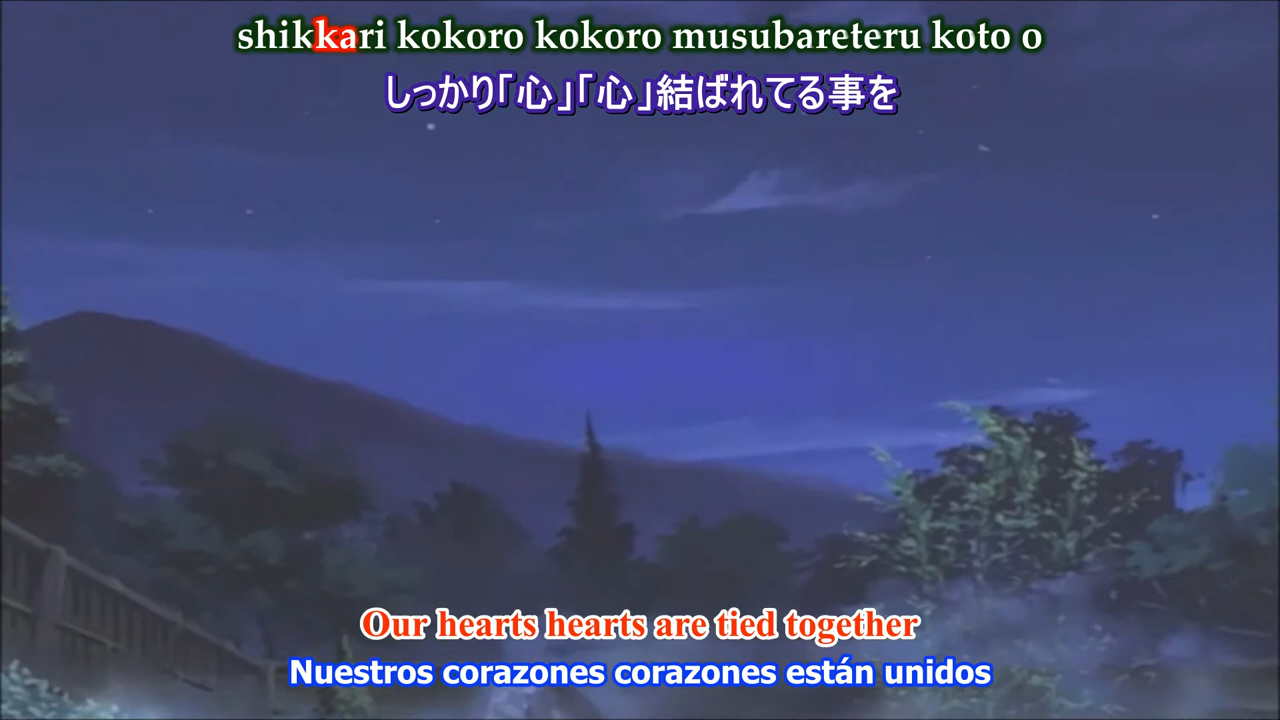 shikkari kokoro kokoro musubareteru koto o
しっかり「心」「心」結ばれてる事を
Our hearts hearts are tied together
Nuestros corazones corazones están unidos